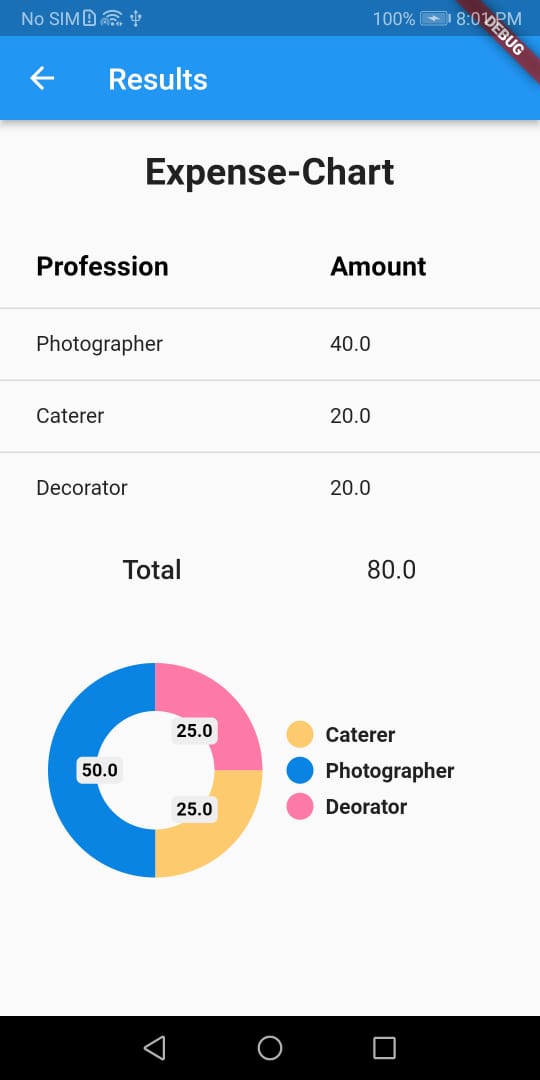 No SIM 100% 8:01 PM
DEBUG
Results
Expense-Chart
Profession Amount
Photographer 40.0
Caterer 20.0
Decorator 20.0
Total 80.0
25.0
50.0
25.0
Caterer
Photographer
Deorator